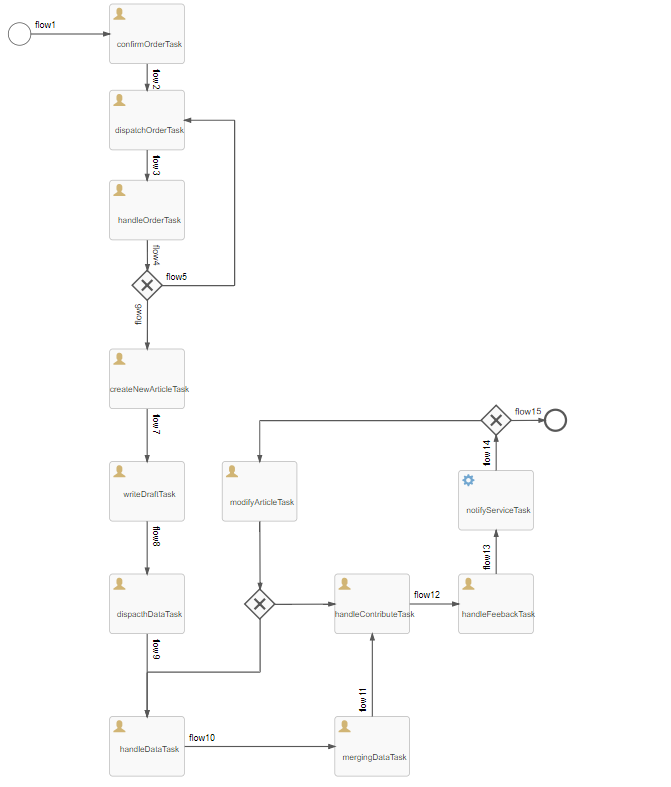 flow1
confirmOrderTask
flow2
dispatchOrderTask
flow3
handleOrderTask
flow4
flow5
flow6
createNewArticleTask
flow7
flow15
writeDraftTask
modifyArticleTask
flow14
notifyServiceTask
flow8
flow13
dispacthDataTask
handleContributeTask
flow12
handleFeebackTask
flow9
flow11
handleDataTask
flow10
mergingDataTask